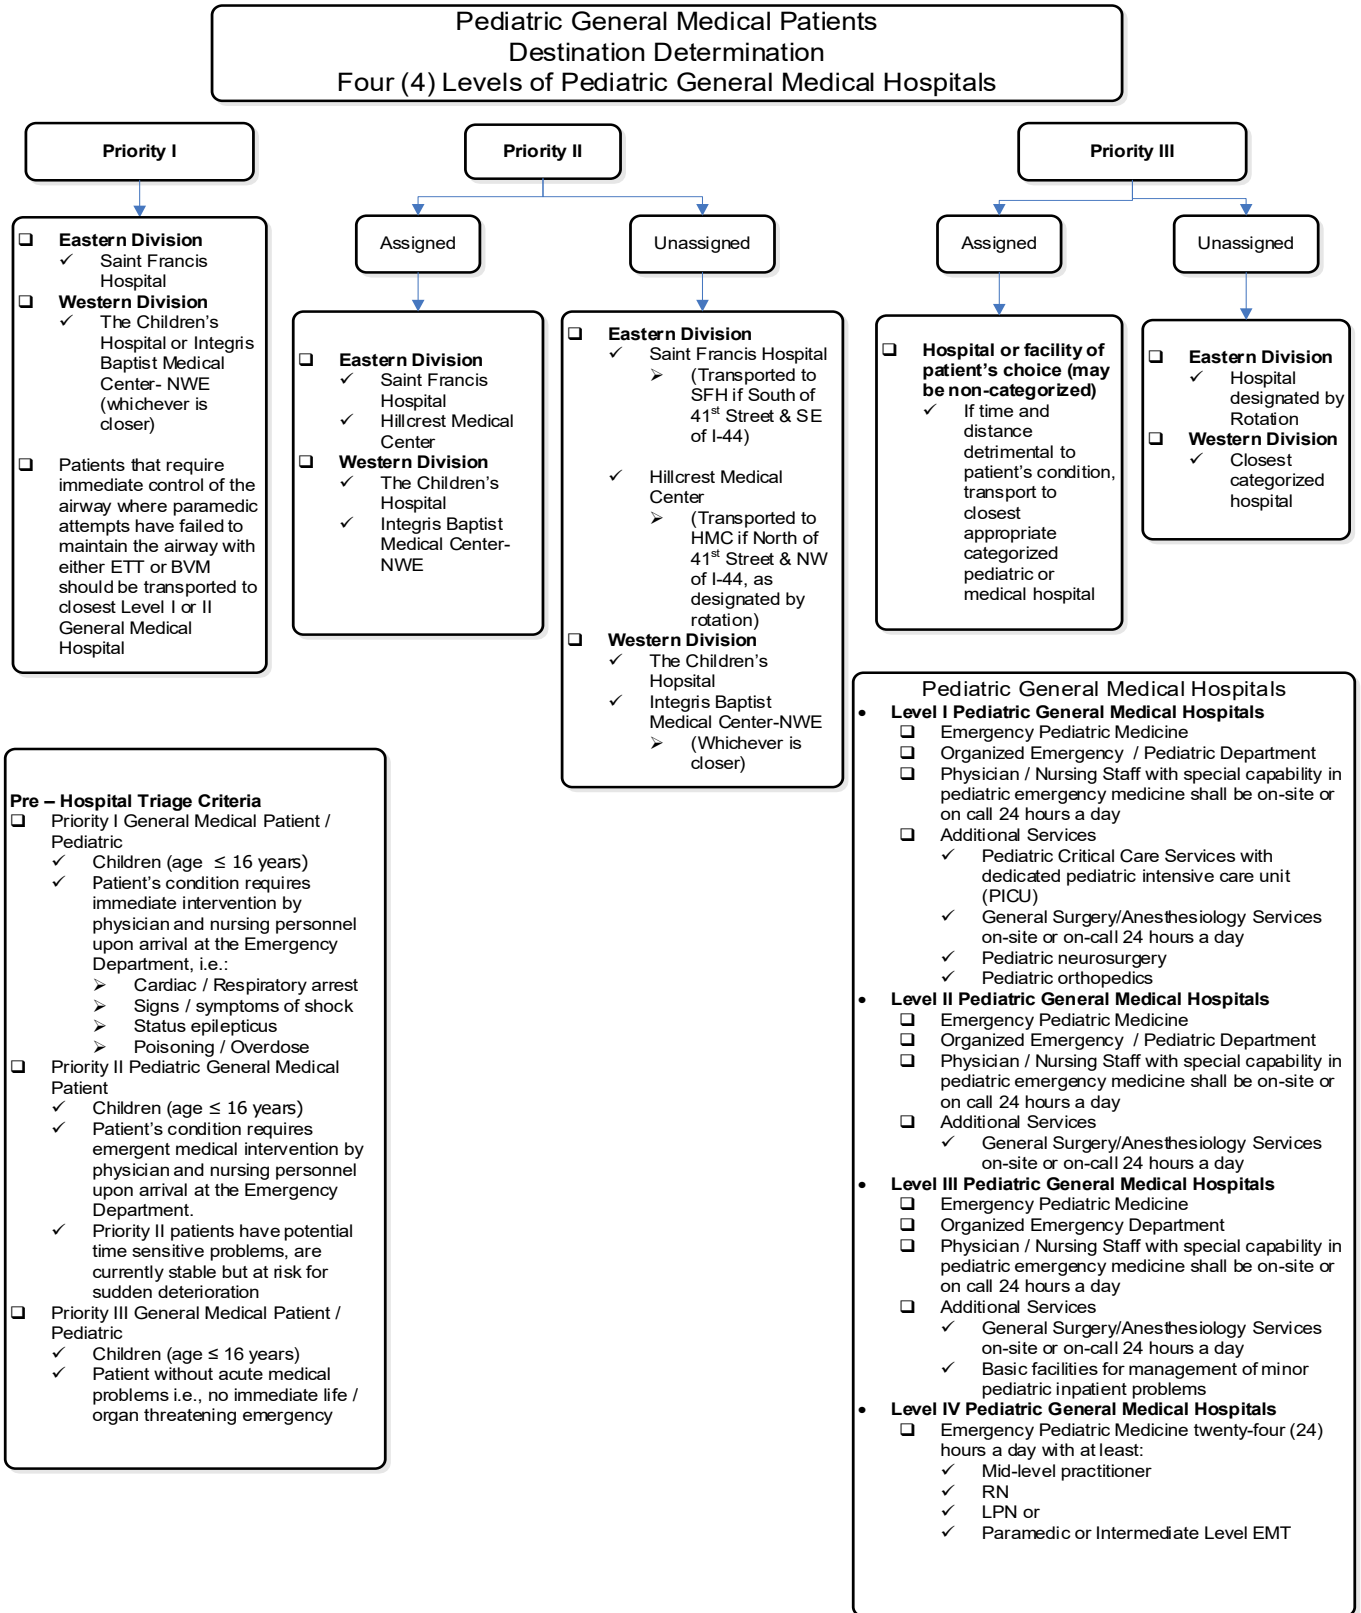 Pediatric General Medical Patients
Destination Determination
Four (4) Levels of Pediatric General Medical Hospitals
Priority I
❑ Eastern Division
✓ Saint Francis
Hospital
❑ Western Division
✓ The Children's
Hospital or Integris
Baptist Medical
Center- NWE
(whichever is
closer)
❑ Patients that require
immediate control of the
airway where paramedic
attempts have failed to
maintain the airway with
either ETT or BVM
should be transported to
closest Level I or II
General Medical
Hospital
Priority II
Assigned
❑ Eastern Division
✓ Saint Francis
Hospital
✓ Hillcrest Medical
Center
❑ Western Division
✓ The Children's
Hospital
✓ Integris Baptist
Medical Center-
NWE
Unassigned
❑ Eastern Division
✓ Saint Francis Hospital
➢ (Transported to
SFH if South of
41st Street & SE
of I-44)
✓ Hillcrest Medical
Center
➢ (Transported to
HMC if North of
41st Street & NW
of I-44, as
designated by
rotation)
❑ Western Division
✓ The Children's
Hopsital
✓ Integris Baptist
Medical Center-NWE
➢ (Whichever is
closer)
Priority III
Assigned
❑ Hospital or facility of
patient's choice (may
be non-categorized)
✓ If time and
distance
detrimental to
patient's condition,
transport to
closest
appropriate
categorized
pediatric or
medical hospital
Unassigned
❑ Eastern Division
✓ Hospital
designated by
Rotation
❑ Western Division
✓ Closest
categorized
hospital
Pre – Hospital Triage Criteria
❑ Priority I General Medical Patient /
Pediatric
✓ Children (age ≤ 16 years)
✓ Patient's condition requires
immediate intervention by
physician and nursing personnel
upon arrival at the Emergency
Department, i.e.:
➢ Cardiac / Respiratory arrest
➢ Signs / symptoms of shock
➢ Status epilepticus
➢ Poisoning / Overdose
❑ Priority II Pediatric General Medical
Patient
✓ Children (age ≤ 16 years)
✓ Patient's condition requires
emergent medical intervention by
physician and nursing personnel
upon arrival at the Emergency
Department.
✓ Priority II patients have potential
time sensitive problems, are
currently stable but at risk for
sudden deterioration
❑ Priority III General Medical Patient /
Pediatric
✓ Children (age ≤ 16 years)
✓ Patient without acute medical
problems i.e., no immediate life /
organ threatening emergency
Pediatric General Medical Hospitals
• Level I Pediatric General Medical Hospitals
❑ Emergency Pediatric Medicine
❑ Organized Emergency / Pediatric Department
❑ Physician / Nursing Staff with special capability in
pediatric emergency medicine shall be on-site or
on call 24 hours a day
❑ Additional Services
✓ Pediatric Critical Care Services with
dedicated pediatric intensive care unit
(PICU)
✓ General Surgery/Anesthesiology Services
on-site or on-call 24 hours a day
✓ Pediatric neurosurgery
✓ Pediatric orthopedics
• Level II Pediatric General Medical Hospitals
❑ Emergency Pediatric Medicine
❑ Organized Emergency / Pediatric Department
❑ Physician / Nursing Staff with special capability in
pediatric emergency medicine shall be on-site or
on call 24 hours a day
❑ Additional Services
✓ General Surgery/Anesthesiology Services
on-site or on-call 24 hours a day
• Level III Pediatric General Medical Hospitals
❑ Emergency Pediatric Medicine
❑ Organized Emergency Department
❑ Physician / Nursing Staff with special capability in
pediatric emergency medicine shall be on-site or
on call 24 hours a day
❑ Additional Services
✓ General Surgery/Anesthesiology Services
on-site or on-call 24 hours a day
✓ Basic facilities for management of minor
pediatric inpatient problems
• Level IV Pediatric General Medical Hospitals
❑ Emergency Pediatric Medicine twenty-four (24)
hours a day with at least:
✓ Mid-level practitioner
✓ RN
✓ LPN or
✓ Paramedic or Intermediate Level EMT